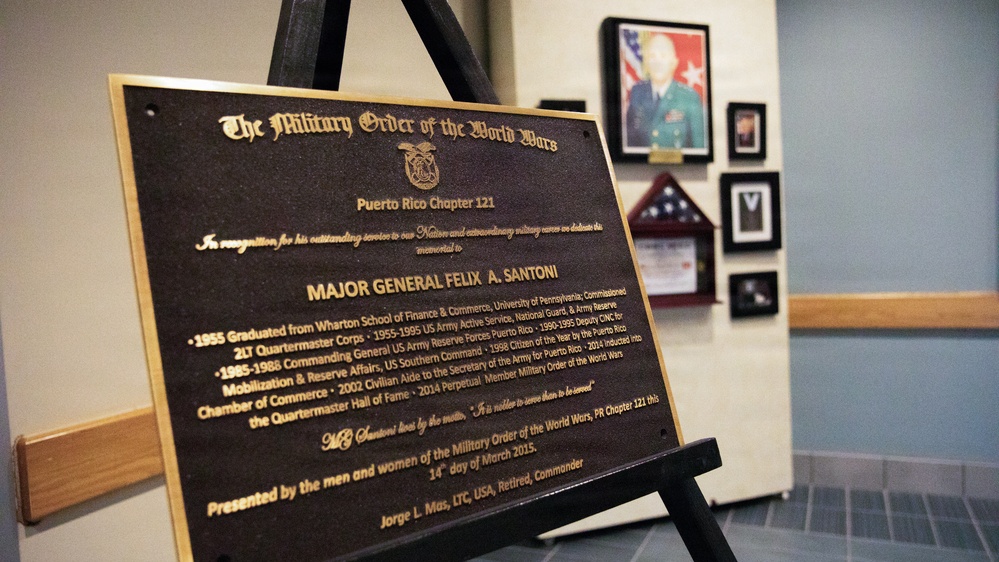 The Military Order of the World Wars
Puerto Rico Chapter 121
In recognition for his outstanding service to our Nation and extraordinary military career we dedicate this
memorial to
MAJOR GENERAL FELIX A. SANTONI
•1955 Graduated from Wharton School of Finance & Commerce, University of Pennsylvania; Commissioned
2LT Quartermaster Corps • 1955-1995 US Army Active Service, National Guard, & Army Reserve
•1985-1988 Commanding General US Army Reserve Forces Puerto Rico • 1990-1995 Deputy CINC for
Mobilization & Reserve Affairs, US Southern Command • 1998 Citizen of the Year by the Puerto Rico
Chamber of Commerce • 2002 Civilian Aide to the Secretary of the Army for Puerto Rico • 2014 Inducted into
the Quartermaster Hall of Fame • 2014 Perpetual Member Military Order of the World Wars
MG Santoni lives by the motto, "It is nobler to serve than to be served"
Presented by the men and women of the Military Order of the World Wars, PR Chapter 121 this
14th day of March 2015.
Jorge L. Mas, LTC, USA, Retired, Commander